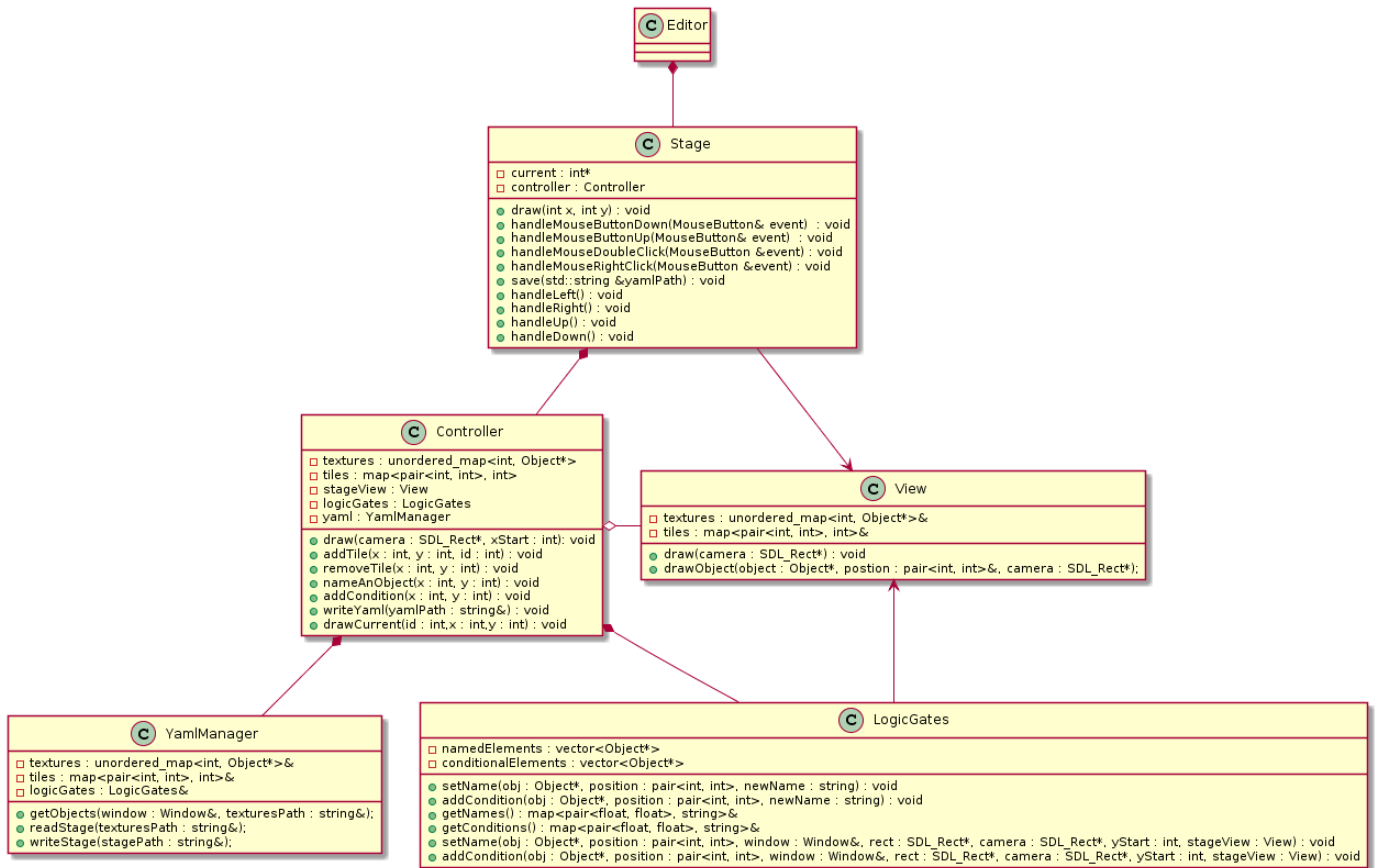 C Editor
C Stage
current : int*
controller : Controller
draw(int x, int y) : void
handleMouseButtonDown(MouseButton& event)  : void
handleMouseButtonUp(MouseButton& event)  : void
handleMouseDoubleClick(MouseButton &event) : void
handleMouseRightClick(MouseButton &event) : void
save(std::string &yamlPath) : void
handleLeft() : void
handleRight() : void
handleUp() : void
handleDown() : void
C Controller
textures : unordered_map<int, Object*>
tiles : map<pair<int, int>, int>
stageView : View
logicGates : LogicGates
yaml : YamlManager
draw(camera : SDL_Rect*, xStart : int): void
addTile(x : int, y : int, id : int) : void
removeTile(x : int, y : int) : void
nameAnObject(x : int, y : int) : void
addCondition(x : int, y : int) : void
writeYaml(yamlPath : string&) : void
drawCurrent(id : int,x : int,y : int) : void
C View
textures : unordered_map<int, Object*>&
tiles : map<pair<int, int>, int>&
draw(camera : SDL_Rect*) : void
drawObject(object : Object*, postion : pair<int, int>&, camera : SDL_Rect*);
C YamlManager
textures : unordered_map<int, Object*>&
tiles : map<pair<int, int>, int>&
logicGates : LogicGates&
getObjects(window : Window&, texturesPath : string&);
readStage(texturesPath : string&);
writeStage(stagePath : string&);
C LogicGates
namedElements : vector<Object*>
conditionalElements : vector<Object*>
setName(obj : Object*, position : pair<int, int>, newName : string) : void
addCondition(obj : Object*, position : pair<int, int>, newName : string) : void
getNames() : map<pair<float, float>, string>&
getConditions() : map<pair<float, float>, string>&
setName(obj : Object*, position : pair<int, int>, window : Window&, rect : SDL_Rect*, camera : SDL_Rect*, yStart : int, stageView : View) : void
addCondition(obj : Object*, position : pair<int, int>, window : Window&, rect : SDL_Rect*, camera : SDL_Rect*, yStart : int, stageView : View) : void